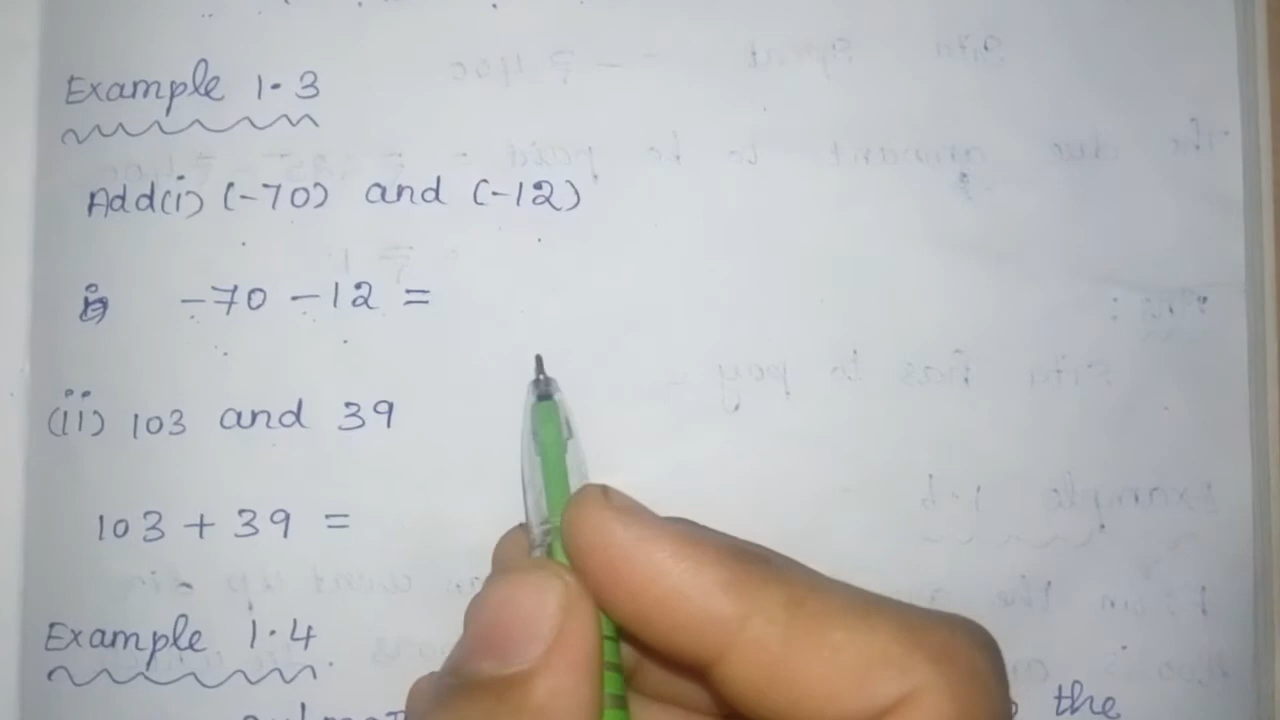 Example 1.3
Add(i) (-70) and (-12)
-70 -12 =
(ii) 103 and 39
103 + 39 =
Example 1.4
the